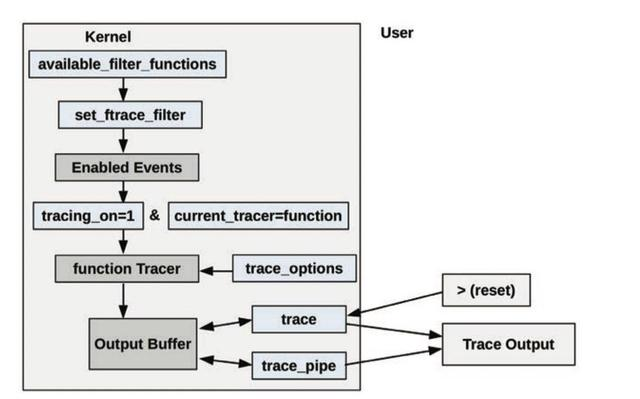 Kernel
User
available_filter_functions
set_ftrace_filter
Enabled Events
tracing_on=1 & current_tracer=function
function Tracer
trace_options
> (reset)
trace
Output Buffer
Trace Output
trace_pipe